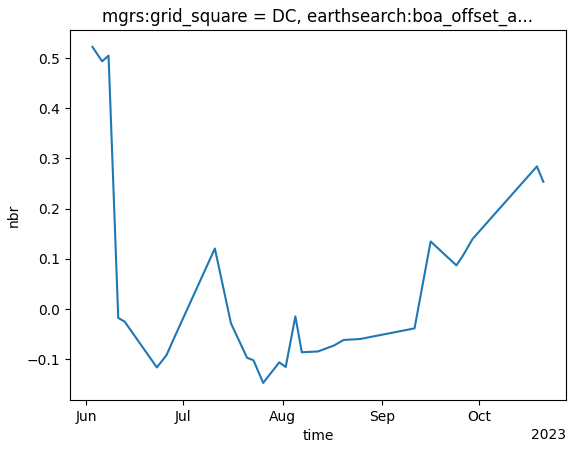 mgrs:grid_square = DC, earthsearch:boa_offset_a...
0.5
0.4
0.3
0.2
0.1
0.0
−0.1
nbr
Jun Jul Aug Sep Oct
time
2023